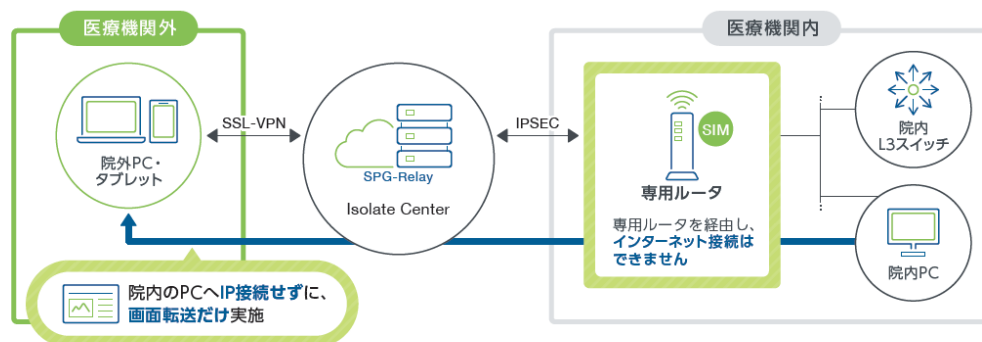 医療機関外
医療機関内
院外PC・
タブレット
SSL-VPN
SPG-Relay
Isolate Center
IPSEC
SIM
専用ルータ
専用ルータを経由し、
インターネット接続は
できません
院内
L3スイッチ
院内PC
院内のPCへIP接続せずに、
画面転送だけ実施